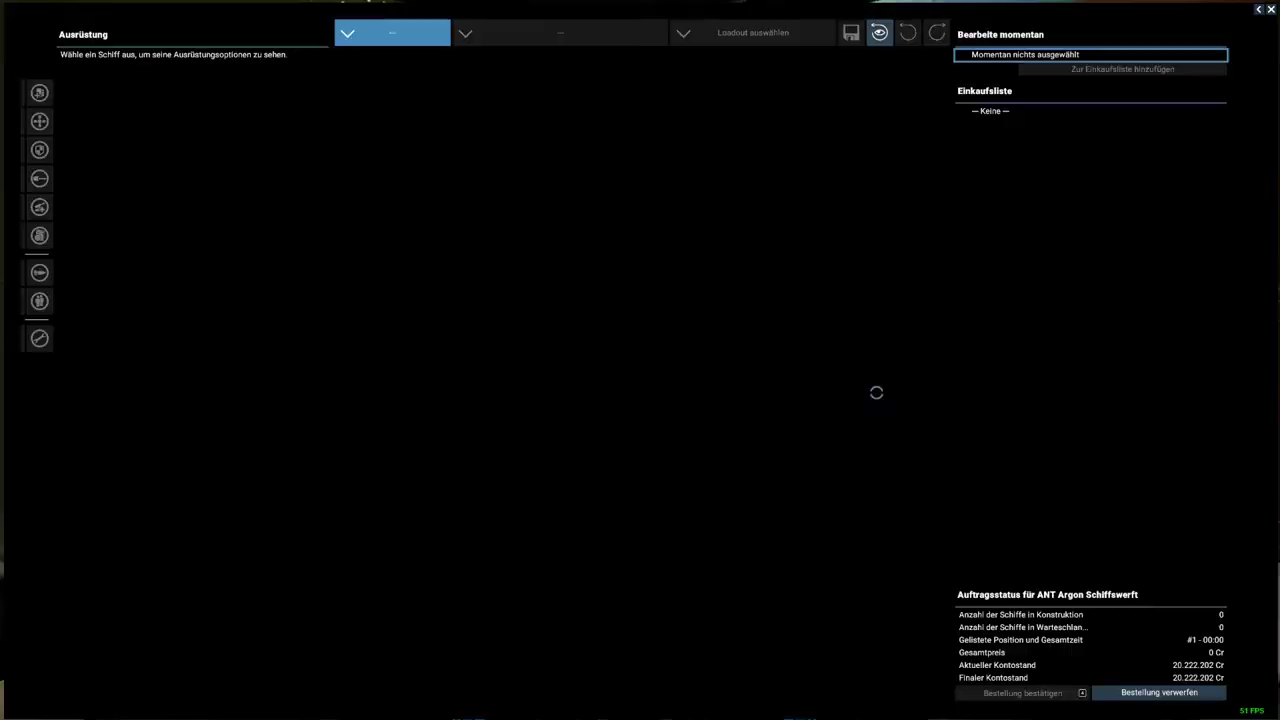 Ausrüstung
Wähle ein Schiff aus, um seine Ausrüstungsoptionen zu sehen.
--
--
Loadout auswählen
Bearbeite momentan
Momentan nichts ausgewählt
Zur Einkaufsliste hinzufügen
Einkaufsliste
— Keine —
Auftragsstatus für ANT Argon Schiffswerft
Anzahl der Schiffe in Konstruktion 0
Anzahl der Schiffe in Warteschlan... 0
Gelistete Position und Gesamtzeit #1 - 00:00
Gesamtpreis 0 Cr
Aktueller Kontostand 20.222.202 Cr
Finaler Kontostand 20.222.202 Cr
Bestellung bestätigen
Bestellung verwerfen
51 FPS